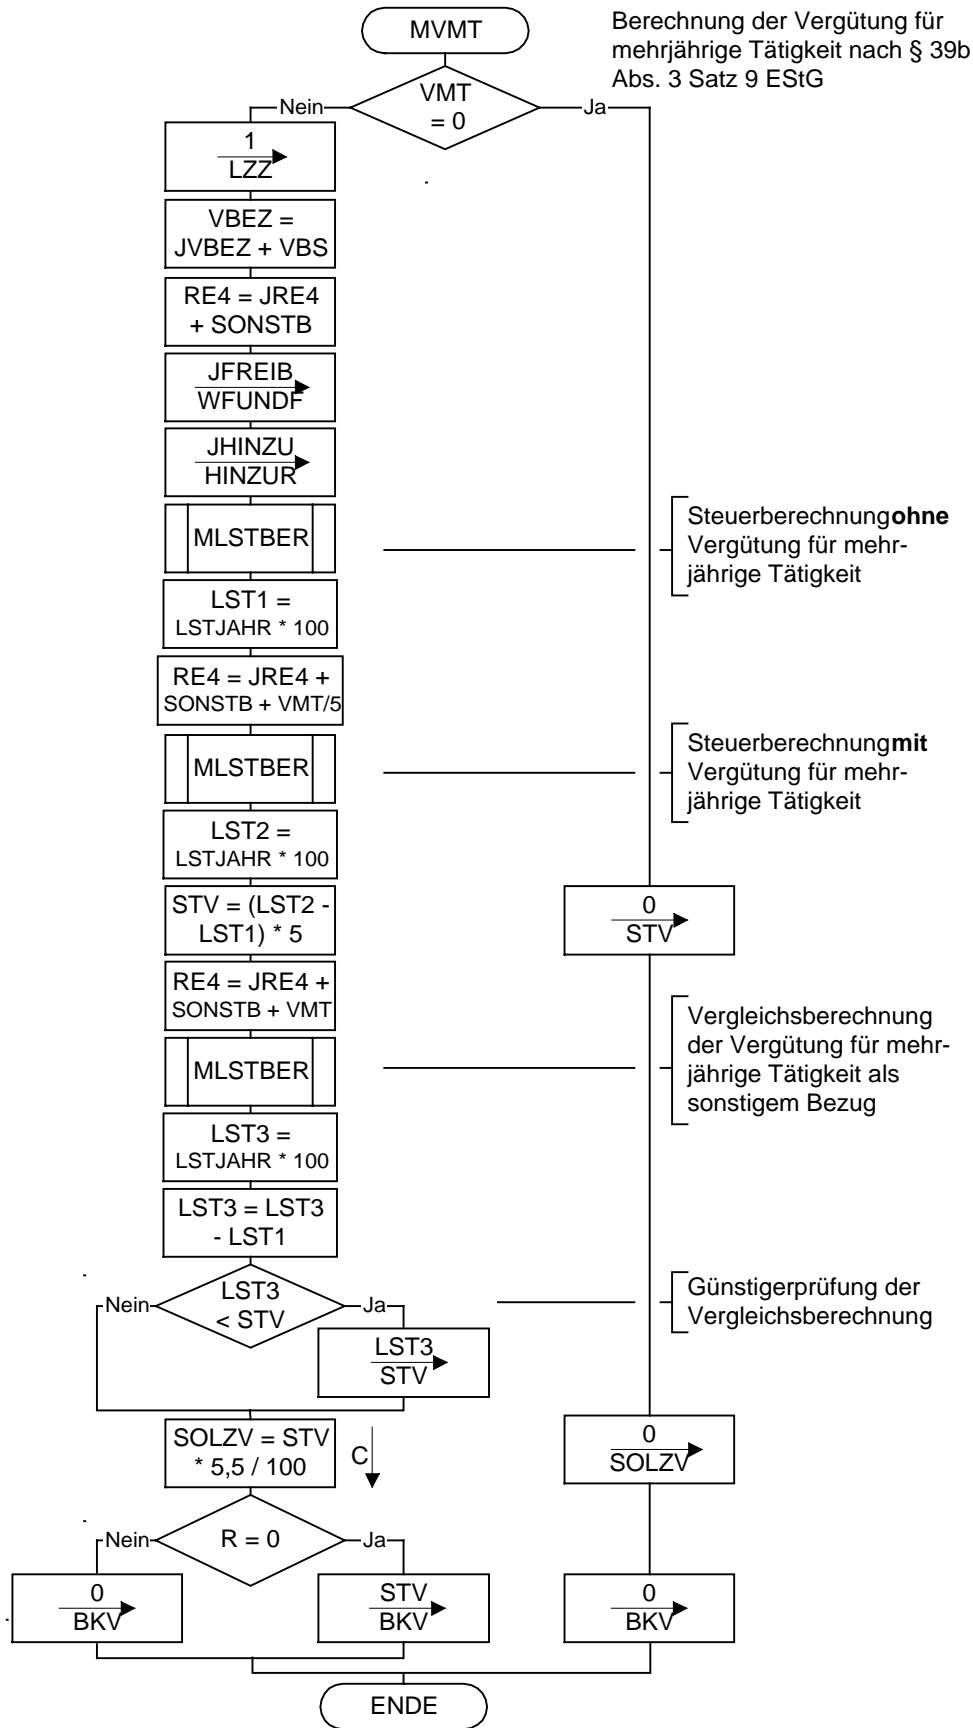 MVMT
Berechnung der Vergütung für
mehrjährige Tätigkeit nach § 39b
Abs. 3 Satz 9 EStG
VMT
= 0
Nein
Ja
1
LZZ
VBEZ =
JVBEZ + VBS
RE4 = JRE4
+ SONSTB
JFREIB
WFUNDF
JHINZU
HINZUR
MLSTBER
Steuerberechnungohne
Vergütung für mehr-
jährige Tätigkeit
LST1 =
LSTJAHR * 100
RE4 = JRE4 +
SONSTB + VMT/5
MLSTBER
Steuerberechnungmit
Vergütung für mehr-
jährige Tätigkeit
LST2 =
LSTJAHR * 100
STV = (LST2 -
LST1) * 5
0
STV
RE4 = JRE4 +
SONSTB + VMT
MLSTBER
Vergleichsberechnung
der Vergütung für mehr-
jährige Tätigkeit als
sonstigem Bezug
LST3 =
LSTJAHR * 100
LST3 = LST3
- LST1
LST3
< STV
Nein
Ja
Günstigerprüfung der
Vergleichsberechnung
LST3
STV
SOLZV = STV
* 5,5 / 100
C
0
SOLZV
R = 0
Nein
Ja
0
BKV
STV
BKV
0
BKV
ENDE